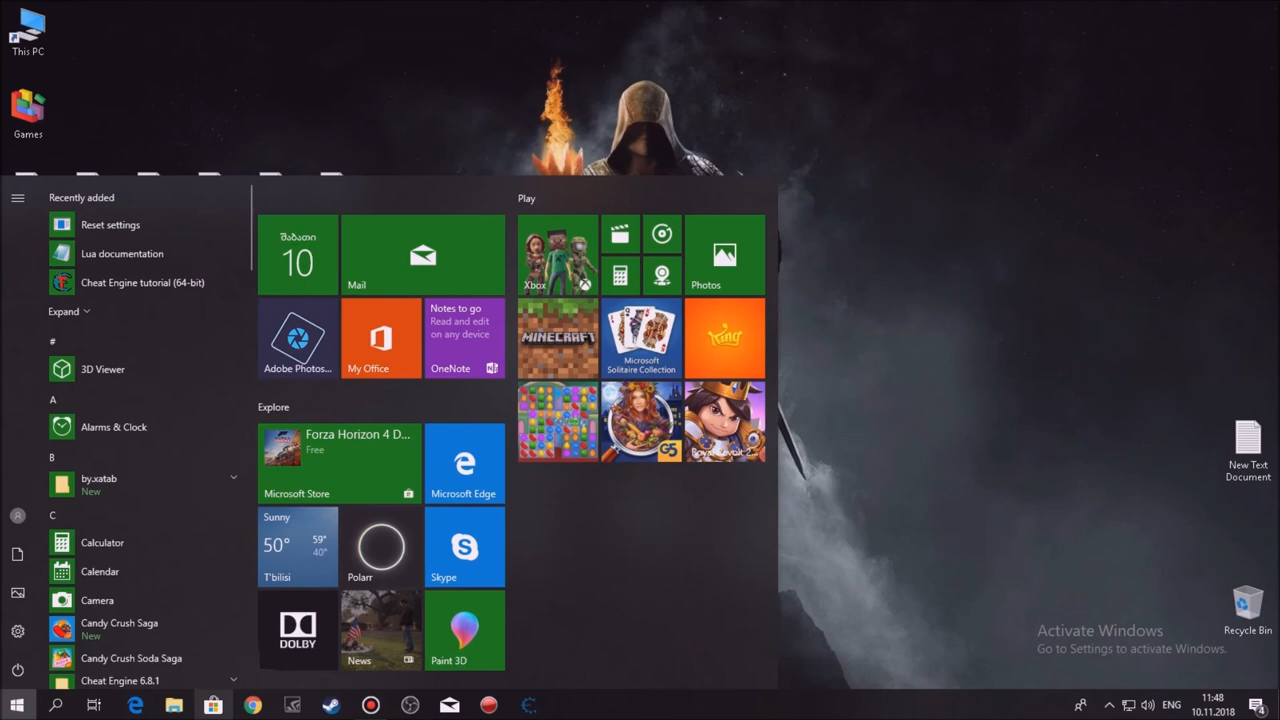 This PC
Games
Recently added
Reset settings
Lua documentation
Cheat Engine tutorial (64-bit)
Expand
#
3D Viewer
A
Alarms & Clock
B
by.xatab
New
C
Calculator
Calendar
Camera
Candy Crush Saga
New
Candy Crush Soda Saga
Cheat Engine 6.8.1
შაბათი
10
Mail
Adobe Photos...
My Office
Notes to go
Read and edit
on any device
OneNote
Explore
Forza Horizon 4 D...
Free
Microsoft Store
Microsoft Edge
Sunny
50°
59°
40°
T'bilisi
Polarr
Skype
DOLBY
News
Paint 3D
Play
Xbox
Photos
MINECRAFT
Microsoft
Solitaire Collection
King
G5
New Text
Document
Recycle Bin
Activate Windows
Go to Settings to activate Windows.
ENG
11:48
10.11.2018
4